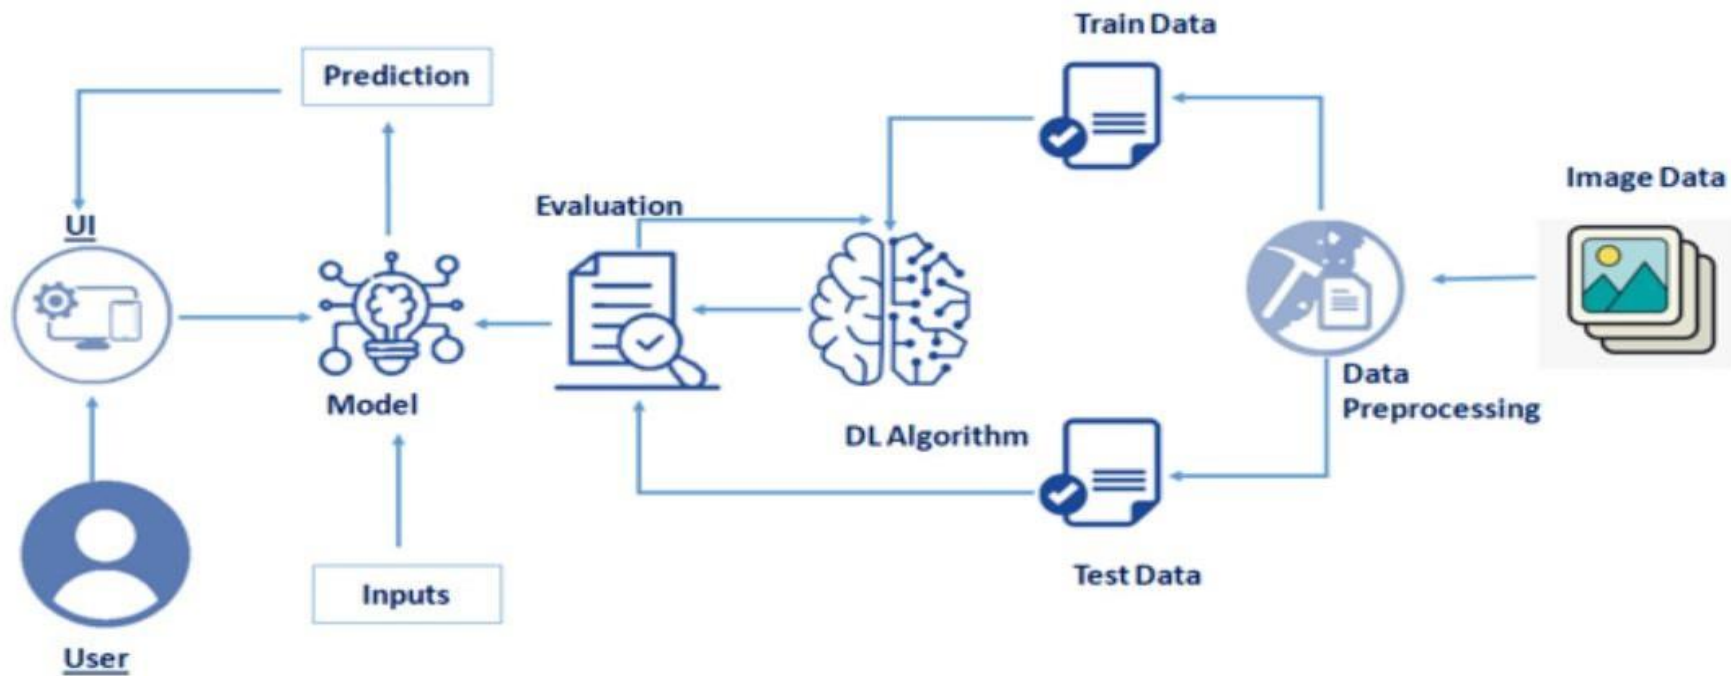 Train Data
Prediction
Image Data
Evaluation
UI
Data
Preprocessing
Model
DL Algorithm
Test Data
Inputs
User